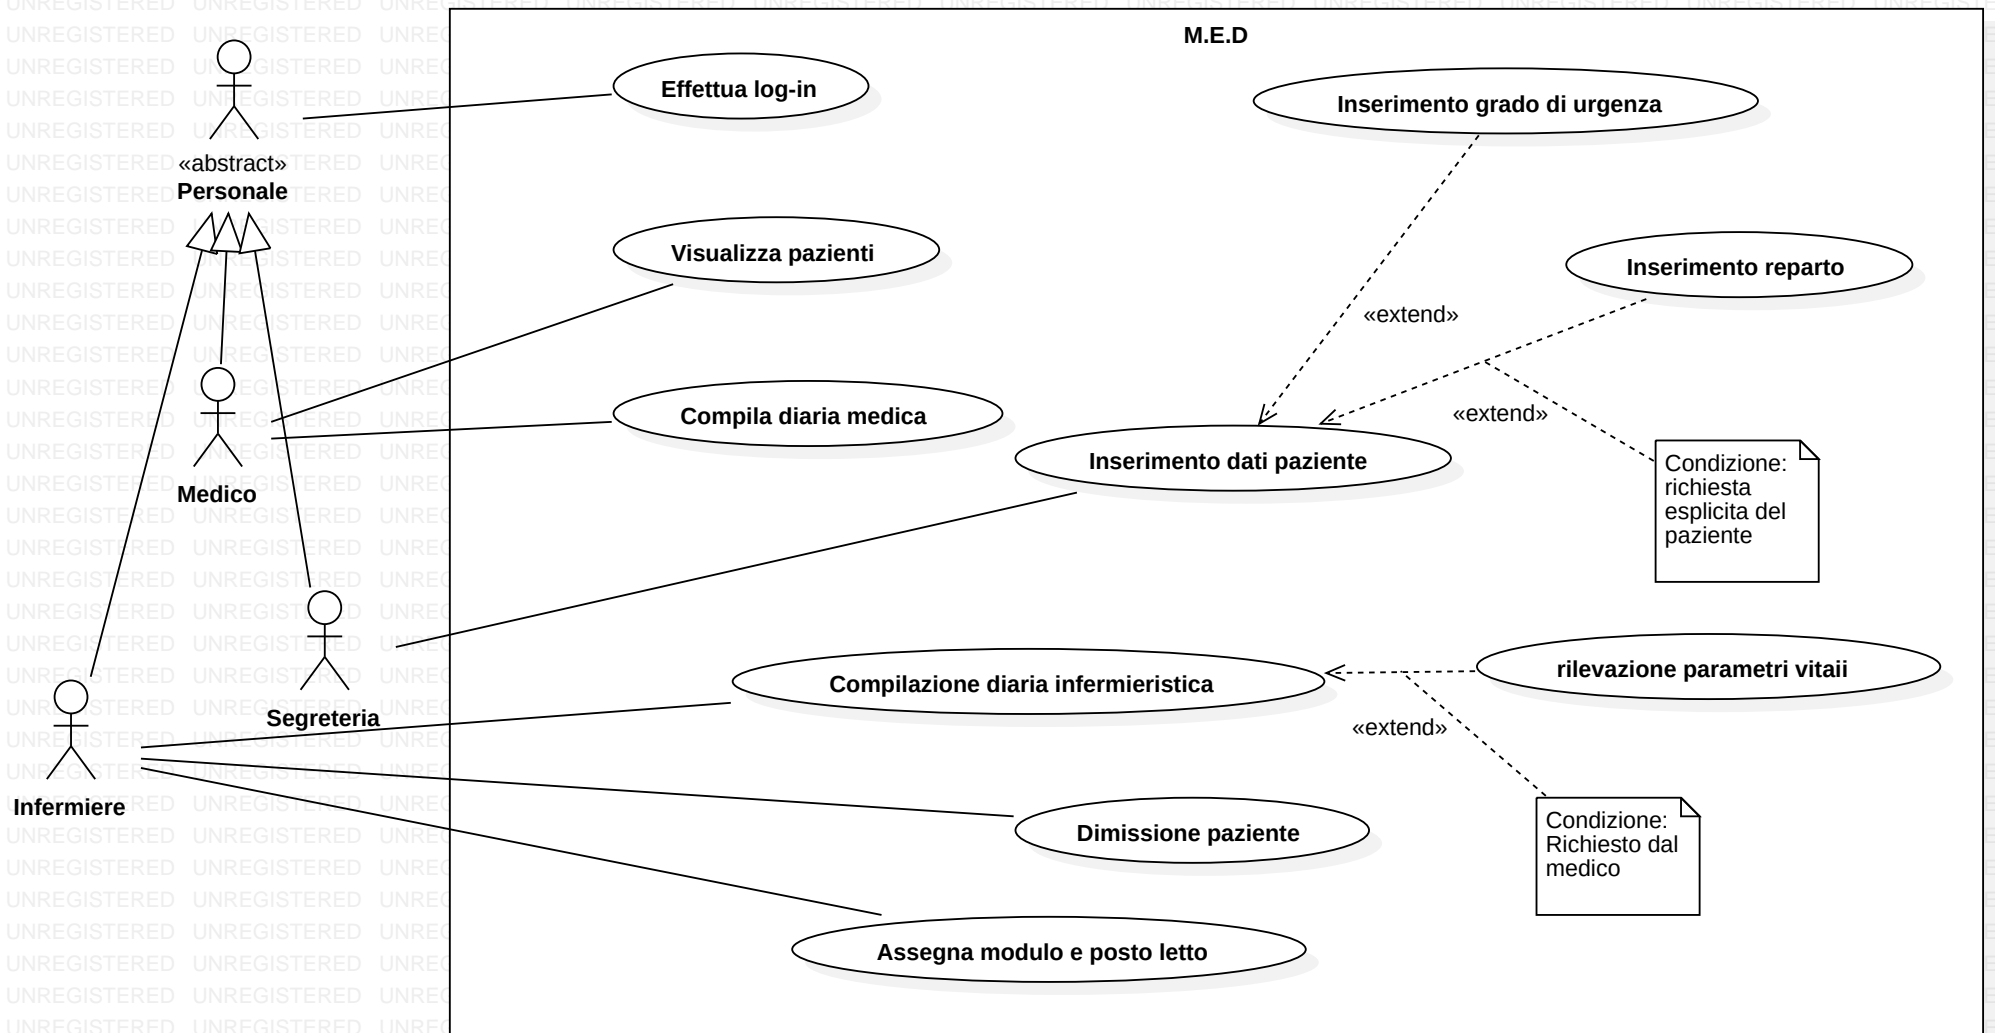 M.E.D
Effettua log-in
Inserimento grado di urgenza
«abstract»
Personale
Visualizza pazienti
Inserimento reparto
«extend»
Compila diaria medica
«extend»
Medico
Inserimento dati paziente
Condizione:
richiesta
esplicita del
paziente
Segreteria
Compilazione diaria infermieristica
rilevazione parametri vitaii
«extend»
Infermiere
Dimissione paziente
Condizione:
Richiesto dal
medico
Assegna modulo e posto letto
UNREGISTERED